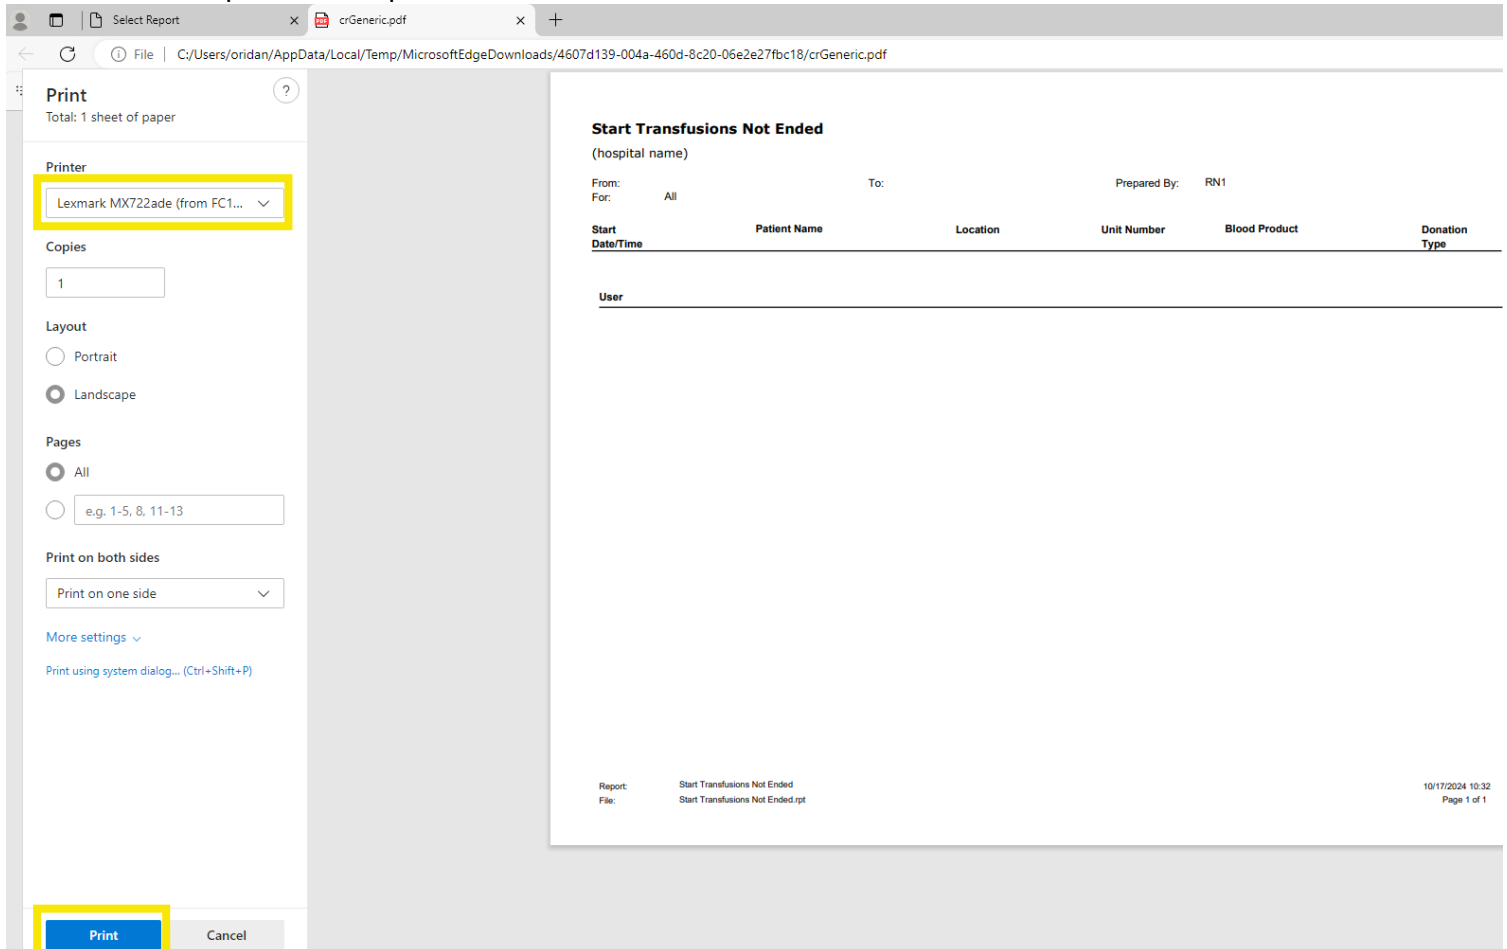 Select Report
crGeneric.pdf
File C:/Users/oridan/AppData/Local/Temp/MicrosoftEdgeDownloads/4607d139-004a-460d-8c20-06e2e27fbc18/crGeneric.pdf
Print
?
Total: 1 sheet of paper
Printer
Lexmark MX722ade (from FC1...
Copies
1
Layout
Portrait
Landscape
Pages
All
e.g. 1-5, 8, 11-13
Print on both sides
Print on one side
More settings
Print using system dialog... (Ctrl+Shift+P)
Print Cancel
Start Transfusions Not Ended
(hospital name)
From: To: Prepared By: RN1
For: All
Start Patient Name Location Unit Number Blood Product Donation
Date/Time Type
User
Report: Start Transfusions Not Ended 10/17/2024 10:32
File: Start Transfusions Not Ended.rpt Page 1 of 1